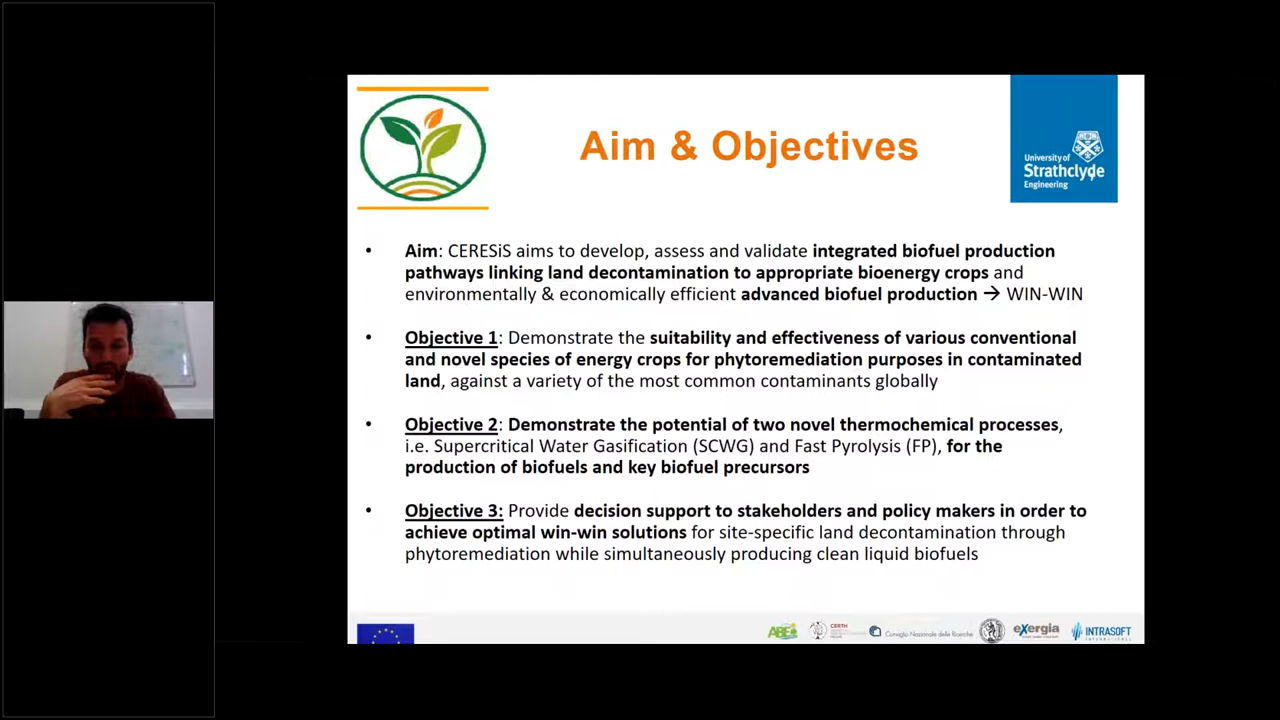 Aim & Objectives
University of
Strathclyde
Engineering
• Aim: CERESiS aims to develop, assess and validate integrated biofuel production
pathways linking land decontamination to appropriate bioenergy crops and
environmentally & economically efficient advanced biofuel production → WIN-WIN
• Objective 1: Demonstrate the suitability and effectiveness of various conventional
and novel species of energy crops for phytoremediation purposes in contaminated
land, against a variety of the most common contaminants globally
• Objective 2: Demonstrate the potential of two novel thermochemical processes,
i.e. Supercritical Water Gasification (SCWG) and Fast Pyrolysis (FP), for the
production of biofuels and key biofuel precursors
• Objective 3: Provide decision support to stakeholders and policy makers in order to
achieve optimal win-win solutions for site-specific land decontamination through
phytoremediation while simultaneously producing clean liquid biofuels
CERTH
Consiglio Nazionale delle Ricerche
eXergia
INTRASOFT
INTERNATIONAL